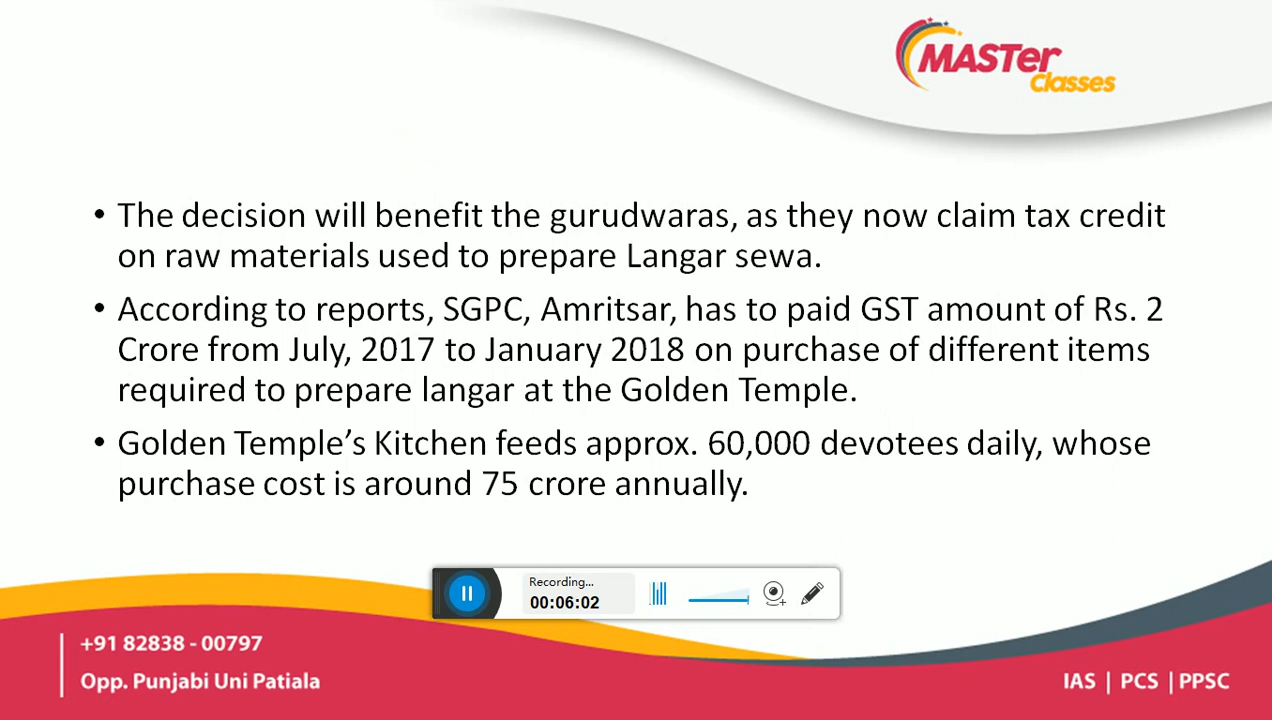 MASTer
Classes
• The decision will benefit the gurudwaras, as they now claim tax credit
on raw materials used to prepare Langar sewa.
• According to reports, SGPC, Amritsar, has to paid GST amount of Rs. 2
Crore from July, 2017 to January 2018 on purchase of different items
required to prepare langar at the Golden Temple.
• Golden Temple’s Kitchen feeds approx. 60,000 devotees daily, whose
purchase cost is around 75 crore annually.
Recording...
00:06:02
+91 82838 - 00797
Opp. Punjabi Uni Patiala
IAS | PCS | PPSC